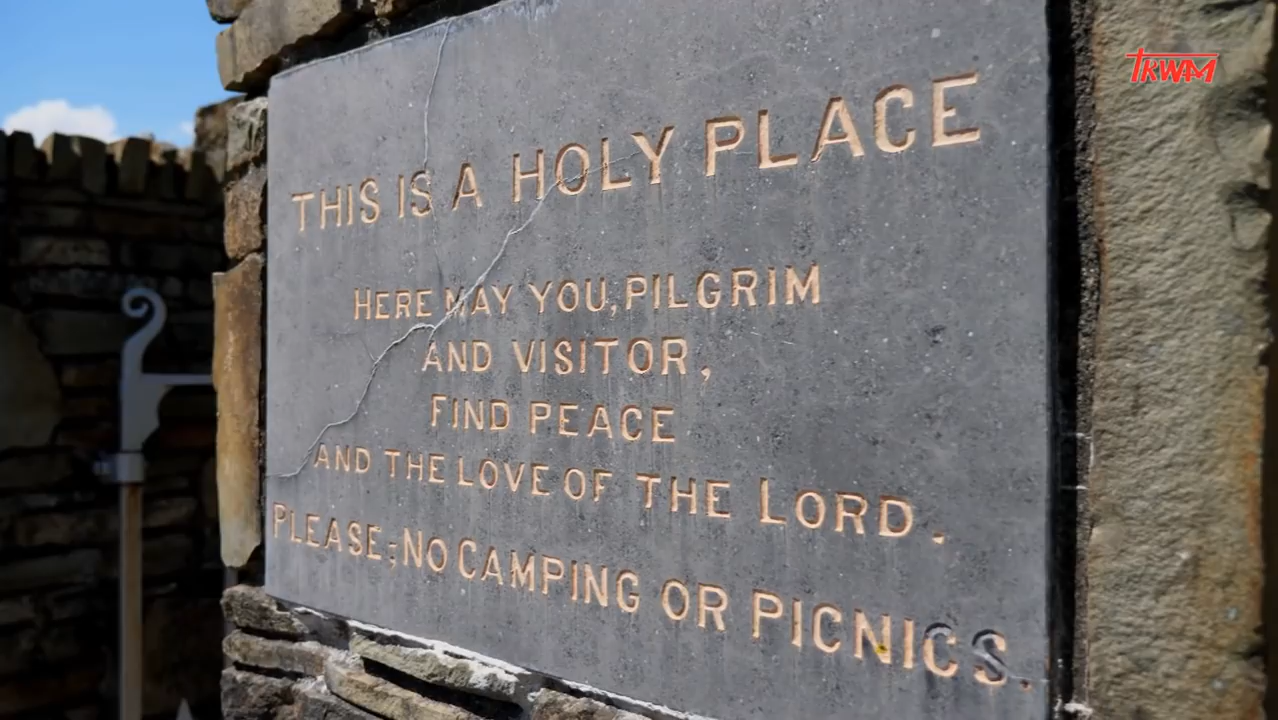 TRWAM
THIS IS A HOLY PLACE
HERE MAY YOU, PILGRIM
AND VISITOR,
FIND PEACE
AND THE LOVE OF THE LORD.
PLEASE; NO CAMPING OR PICNICS.